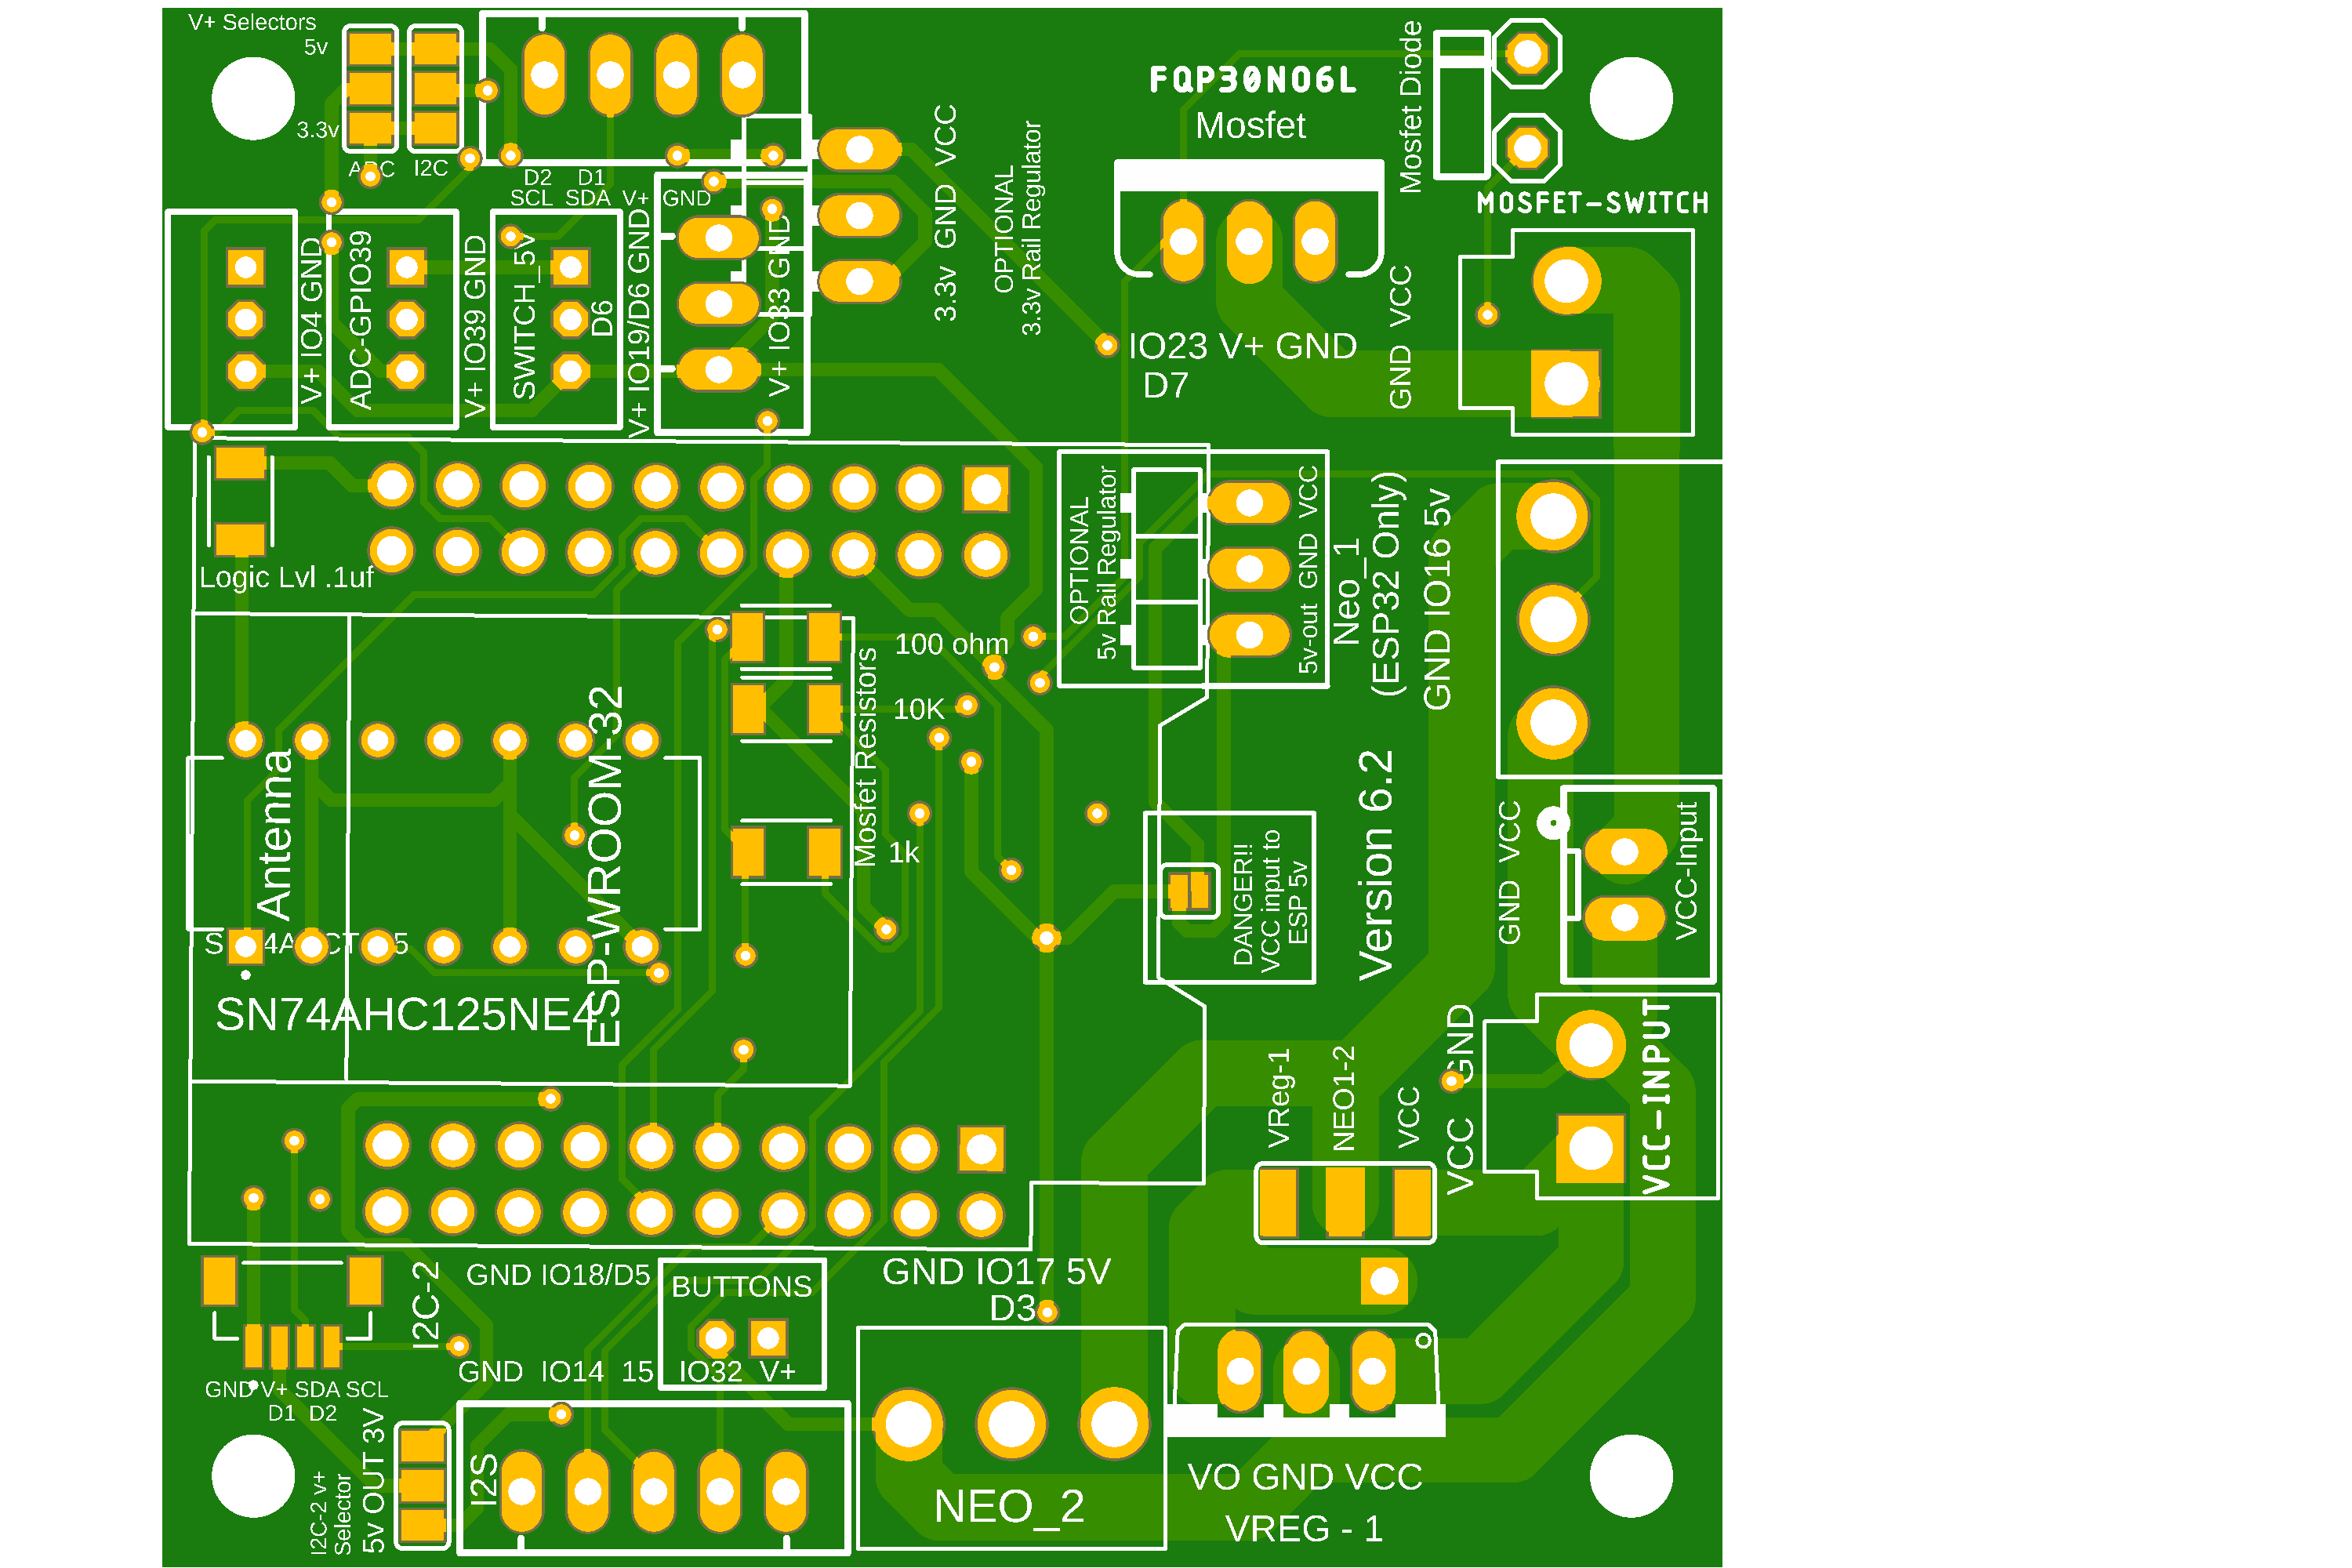 V+ Selectors
5v
3.3v
I2C
D2 D1
SCL SDA V+ GND
VCC
GND
3.3v
OPTIONAL
3.3v Rail Regulator
FQP30N06L
Mosfet
Mosfet Diode
MOSFET-SWITCH
V+ IO4 GND
ADC-GPIO39
V+ IO39 GND
SWITCH_5v
D6
V+ IO19/D6 GND
V+ IO33 GND
IO23 V+ GND
D7
GND VCC
Logic Lvl .1uf
OPTIONAL
5v Rail Regulator
5v-out GND VCC
Neo_1
(ESP32 Only)
GND IO16 5v
100 ohm
10K
Mosfet Resistors
1k
Antenna
ESP-WROOM-32
SN74AHC125NE4
DANGER!!
VCC input to
ESP 5v
Version 6.2
GND VCC
VCC-Input
VReg-1
NEO1-2
VCC
VCC GND
VCC-INPUT
I2C-2
GND IO18/D5
BUTTONS
GND IO17 5V
D3
GND IO14 15 IO32 V+
GND V+ SDA SCL
D1 D2
I2C-2 v+
Selector
5v OUT 3V
I2S
NEO_2
VO GND VCC
VREG - 1